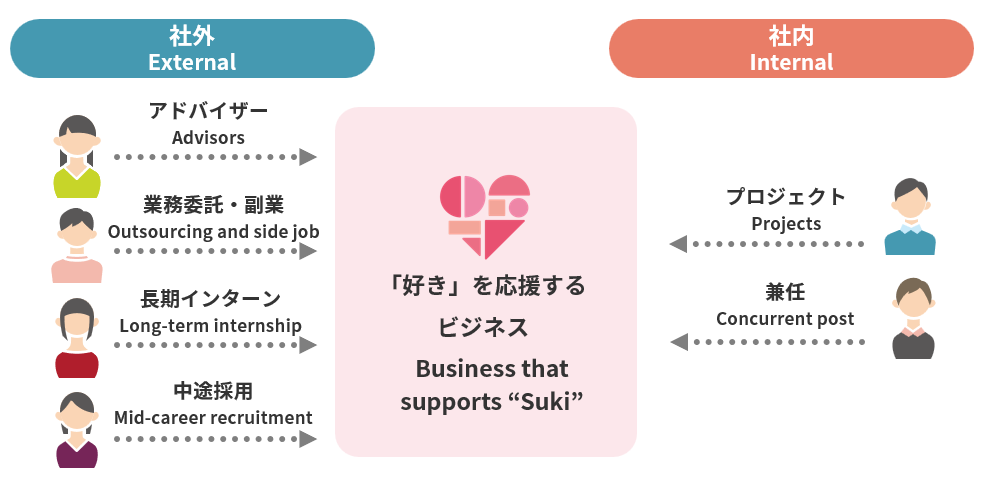 社外
External
社内
Internal
アドバイザー
Advisors
業務委託・副業
Outsourcing and side job
長期インターン
Long-term internship
中途採用
Mid-career recruitment
「好き」を応援する
ビジネス
Business that
supports “Suki”
プロジェクト
Projects
兼任
Concurrent post